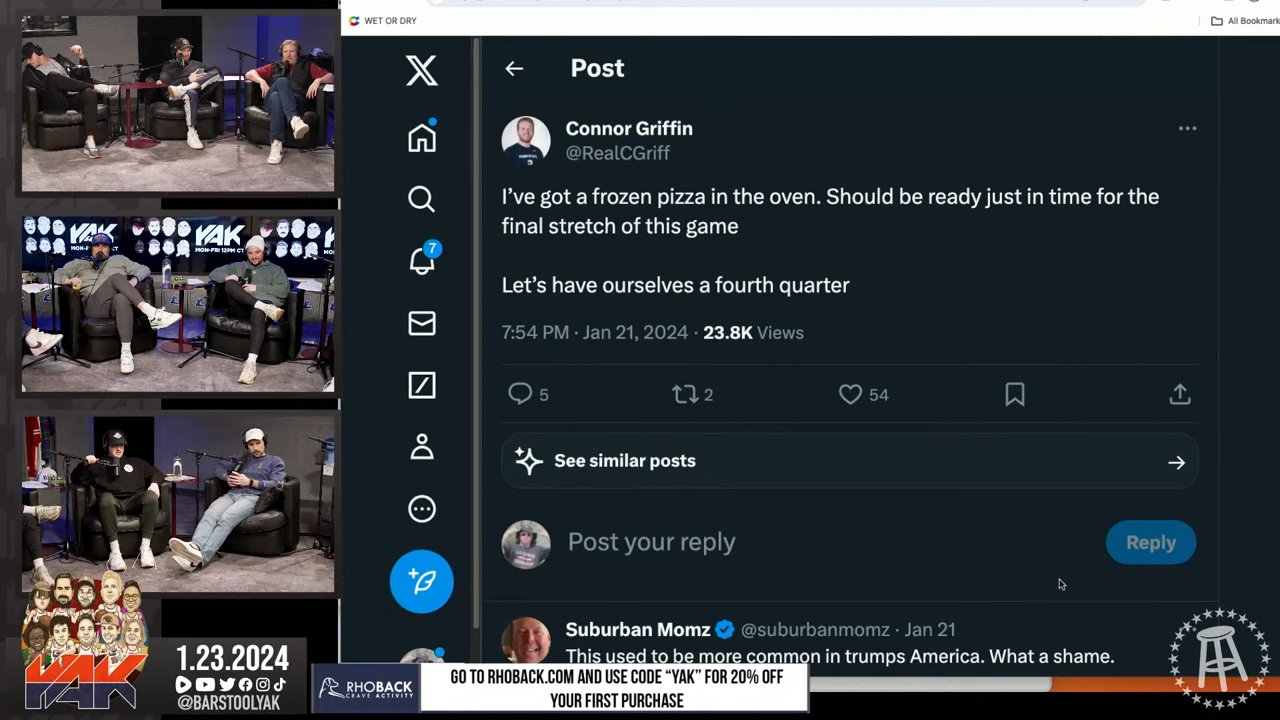 WET OR DRY
All Bookmark
Post
Connor Griffin
@RealCGriff
I've got a frozen pizza in the oven. Should be ready just in time for the
final stretch of this game
Let's have ourselves a fourth quarter
7:54 PM · Jan 21, 2024 · 23.8K Views
5 2 54
See similar posts
Post your reply
Reply
Suburban Momz @suburbanmomz · Jan 21
This used to be more common in trumps America. What a shame.
7
YAK
MON-FRI 12PM CT
YAK
1.23.2024
@BARSTOOLYAK
RHOBACK
CRAVE ACTIVITY
GO TO RHOBACK.COM AND USE CODE “YAK” FOR 20% OFF
YOUR FIRST PURCHASE